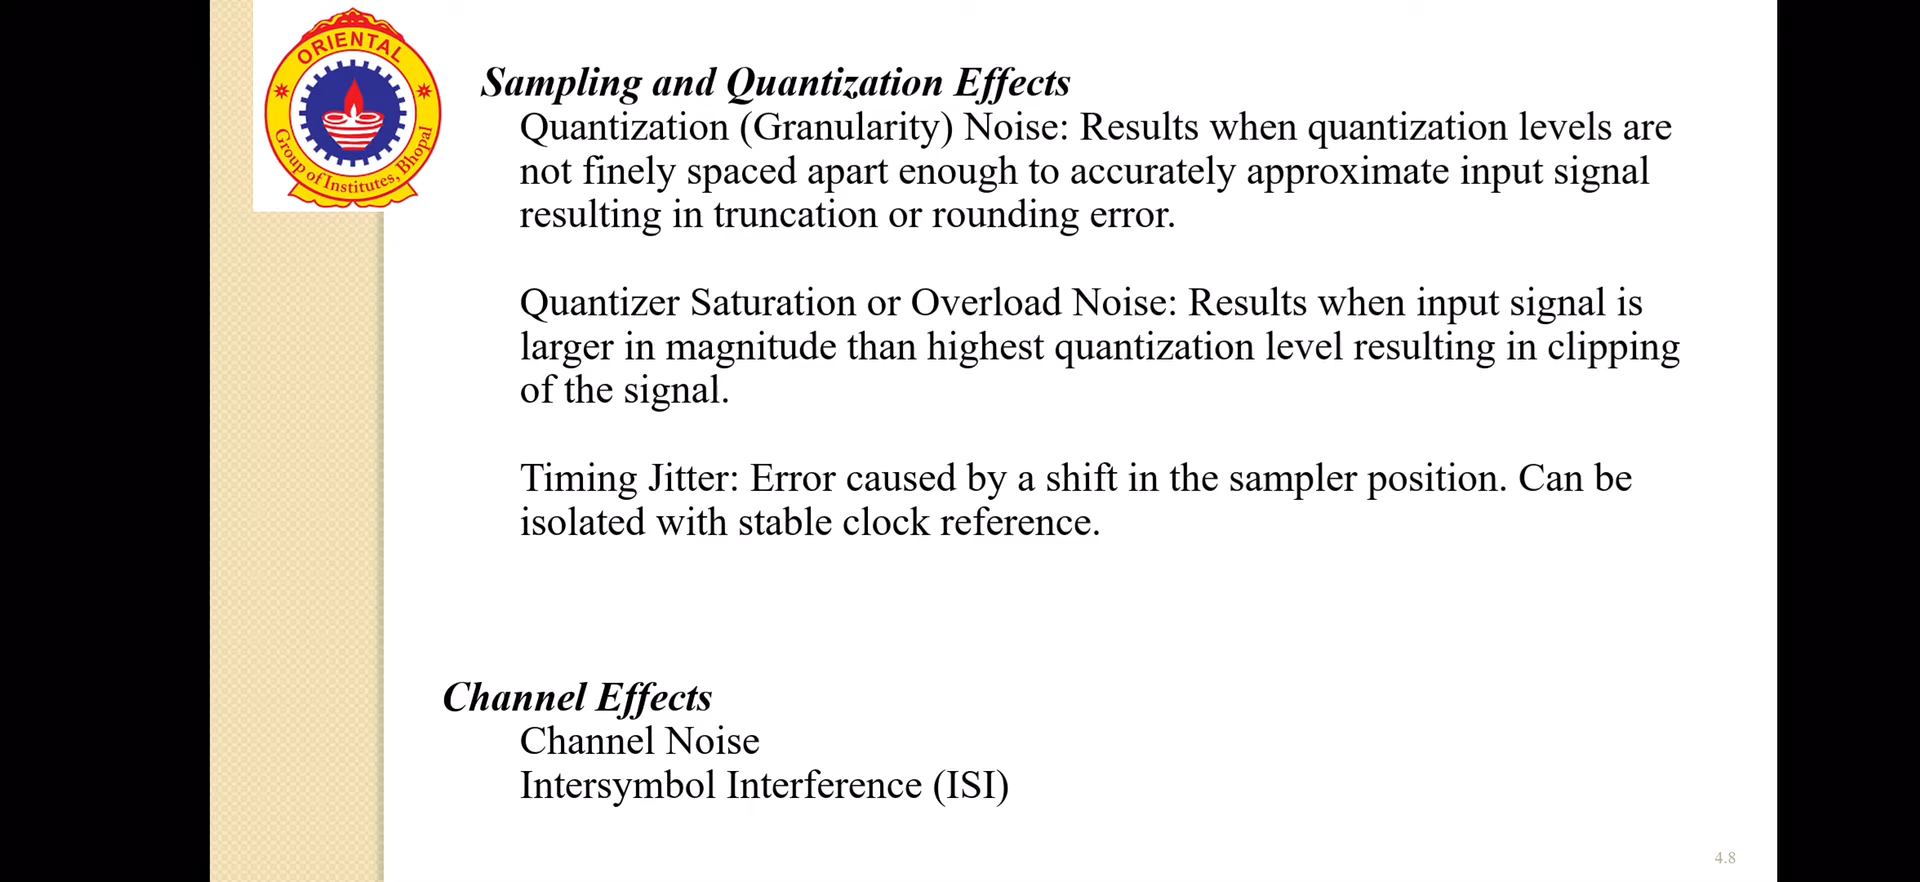 ORIENTAL
Group of Institutes, Bhopal
Sampling and Quantization Effects
Quantization (Granularity) Noise: Results when quantization levels are
not finely spaced apart enough to accurately approximate input signal
resulting in truncation or rounding error.
Quantizer Saturation or Overload Noise: Results when input signal is
larger in magnitude than highest quantization level resulting in clipping
of the signal.
Timing Jitter: Error caused by a shift in the sampler position. Can be
isolated with stable clock reference.
Channel Effects
Channel Noise
Intersymbol Interference (ISI)
4.8